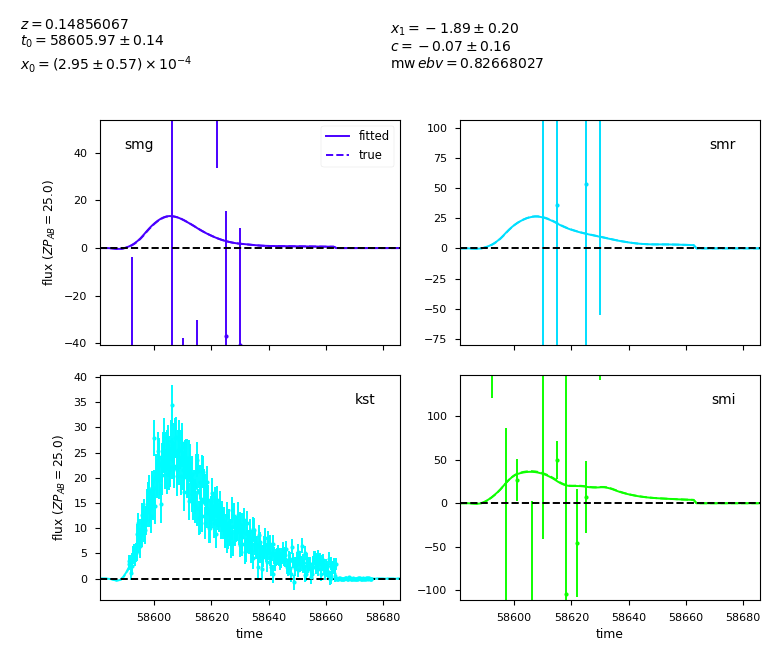 z = 0.14856067
t₀ = 58605.97 ± 0.14
x₀ = (2.95 ± 0.57) × 10⁻⁴
x₁ = −1.89 ± 0.20
c = −0.07 ± 0.16
mw ebv = 0.82668027
smg
fitted
true
40
20
0
−20
−40
flux (ZP_AB = 25.0)
smr
100
75
50
25
0
−25
−50
−75
kst
40
35
30
25
20
15
10
5
0
flux (ZP_AB = 25.0)
58600 58620 58640 58660 58680
time
smi
100
50
0
−50
−100
58600 58620 58640 58660 58680
time